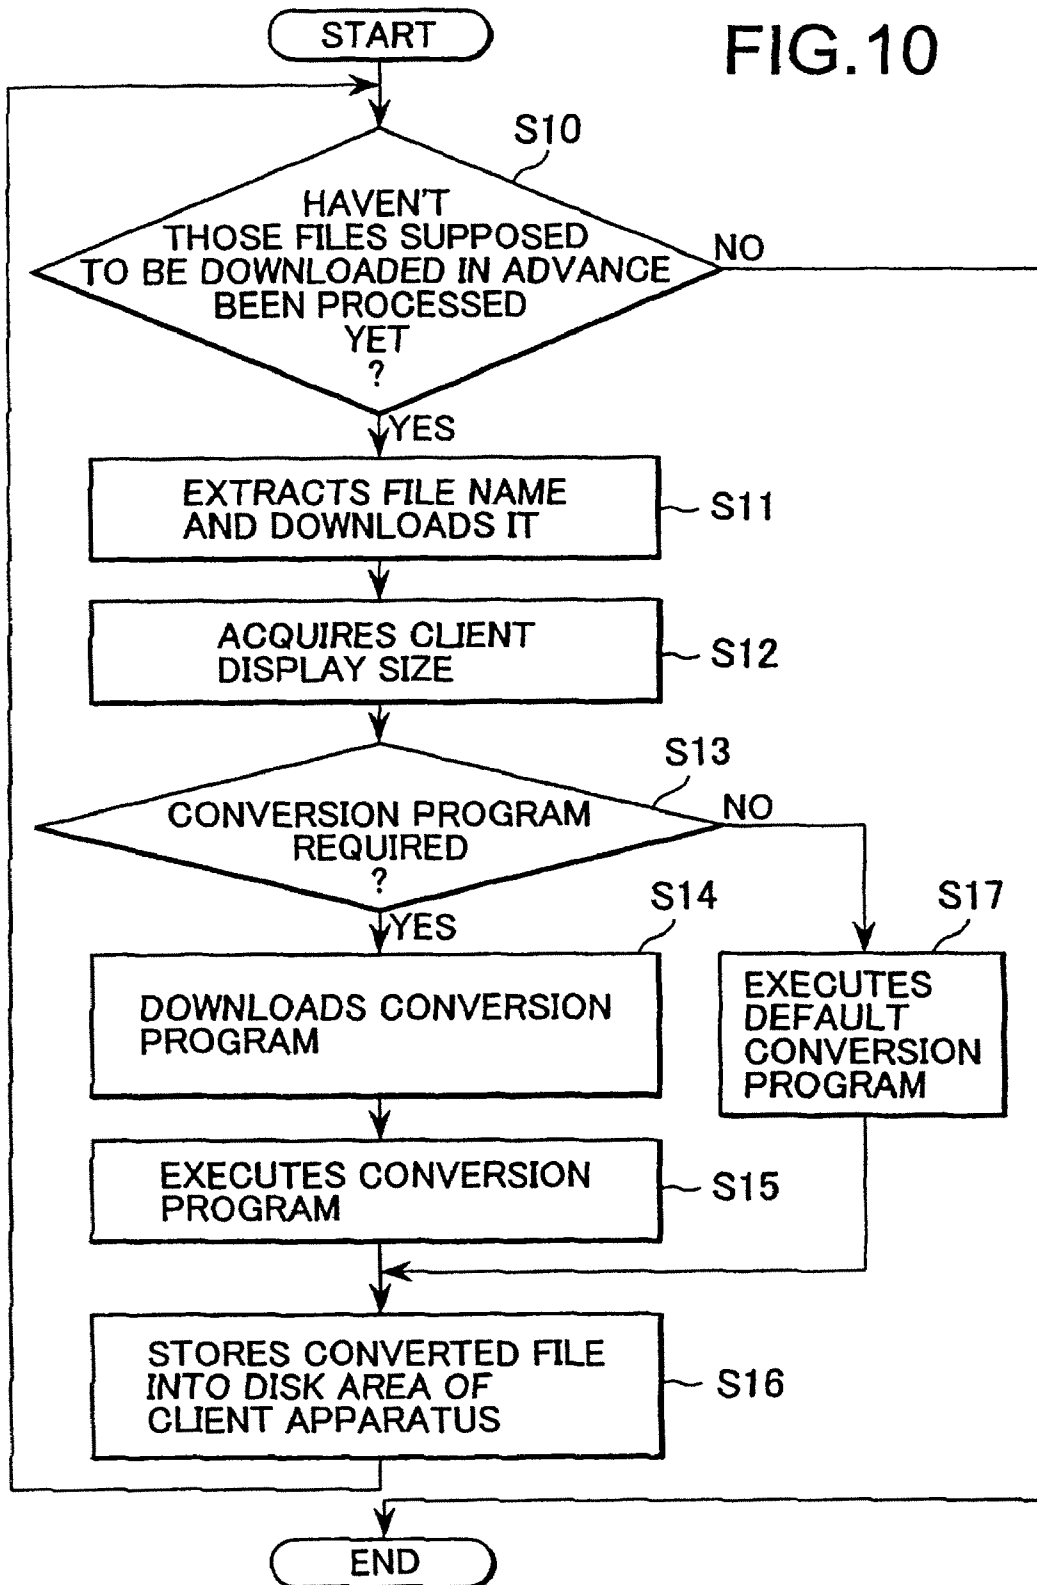 START
FIG.10
S10
HAVEN'T
THOSE FILES SUPPOSED
TO BE DOWNLOADED IN ADVANCE
BEEN PROCESSED
YET
?
NO
YES
EXTRACTS FILE NAME
AND DOWNLOADS IT
S11
ACQUIRES CLIENT
DISPLAY SIZE
S12
S13
CONVERSION PROGRAM
REQUIRED
?
NO
YES
S14
DOWNLOADS CONVERSION
PROGRAM
S17
EXECUTES
DEFAULT
CONVERSION
PROGRAM
EXECUTES CONVERSION
PROGRAM
S15
STORES CONVERTED FILE
INTO DISK AREA OF
CLIENT APPARATUS
S16
END